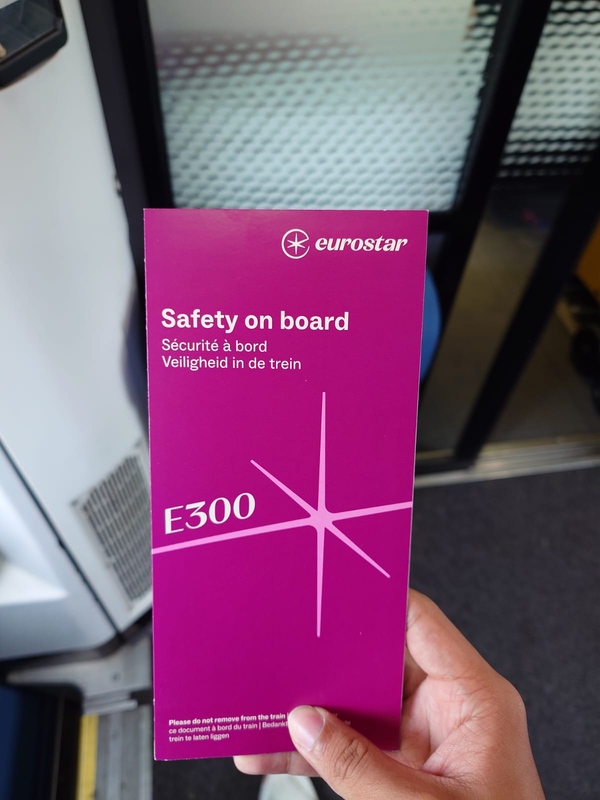 eurostar
Safety on board
Sécurité à bord
Veiligheid in de trein
E300
Please do not remove from the train |
ce document à bord du train | Bedankt
trein te laten liggen